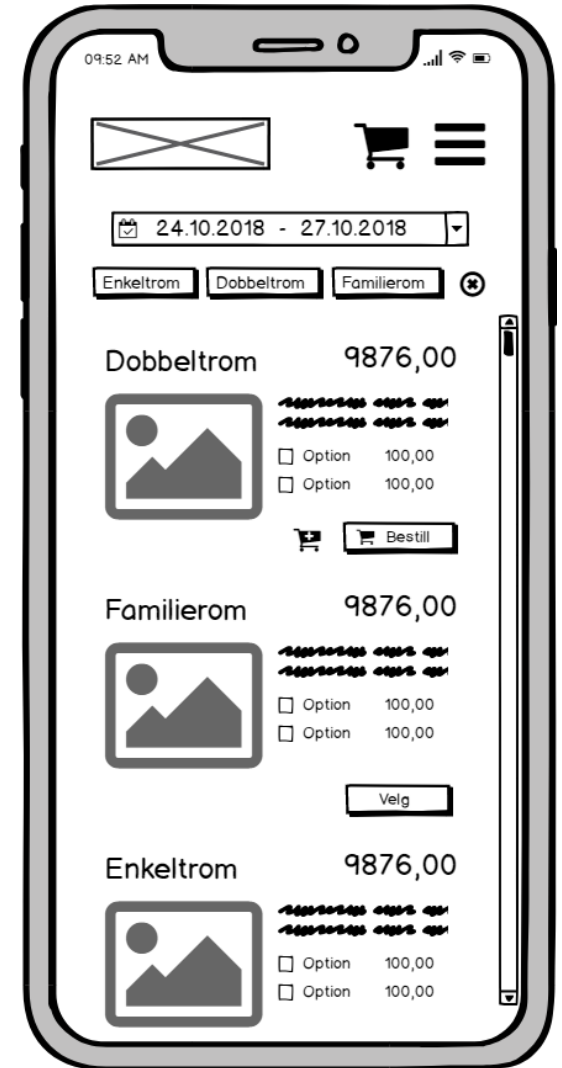 09:52 AM
24.10.2018 - 27.10.2018
Enkeltrom Dobbeltrom Familierom
Dobbeltrom 9876,00
Option 100,00
Option 100,00
Bestill
Familierom 9876,00
Option 100,00
Option 100,00
Velg
Enkeltrom 9876,00
Option 100,00
Option 100,00